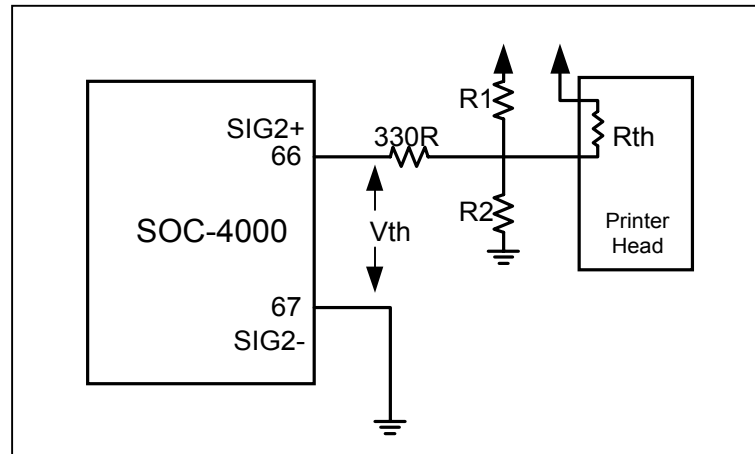 SIG2+
66
330R
R1
Rth
SOC-4000
Vth
R2
Printer
Head
67
SIG2-